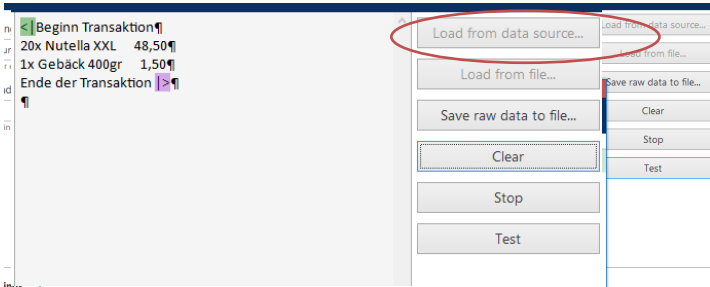 <|Beginn Transaktion¶
20x Nutella XXL 48,50¶
1x Gebäck 400gr 1,50¶
Ende der Transaktion |>¶
¶
Load from data source...
Load from file...
Save raw data to file...
Clear
Stop
Test
Load from data source...
Load from file...
Save raw data to file...
Clear
Stop
Test